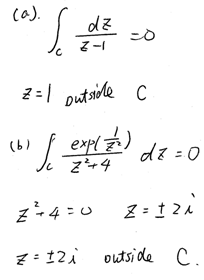 (a).
∫_C dz/(z-1) = 0
z=1 outside C
(b) ∫_C exp(1/z²)/(z²+4) dz = 0
z²+4=0 z=±2i
z=±2i outside C.